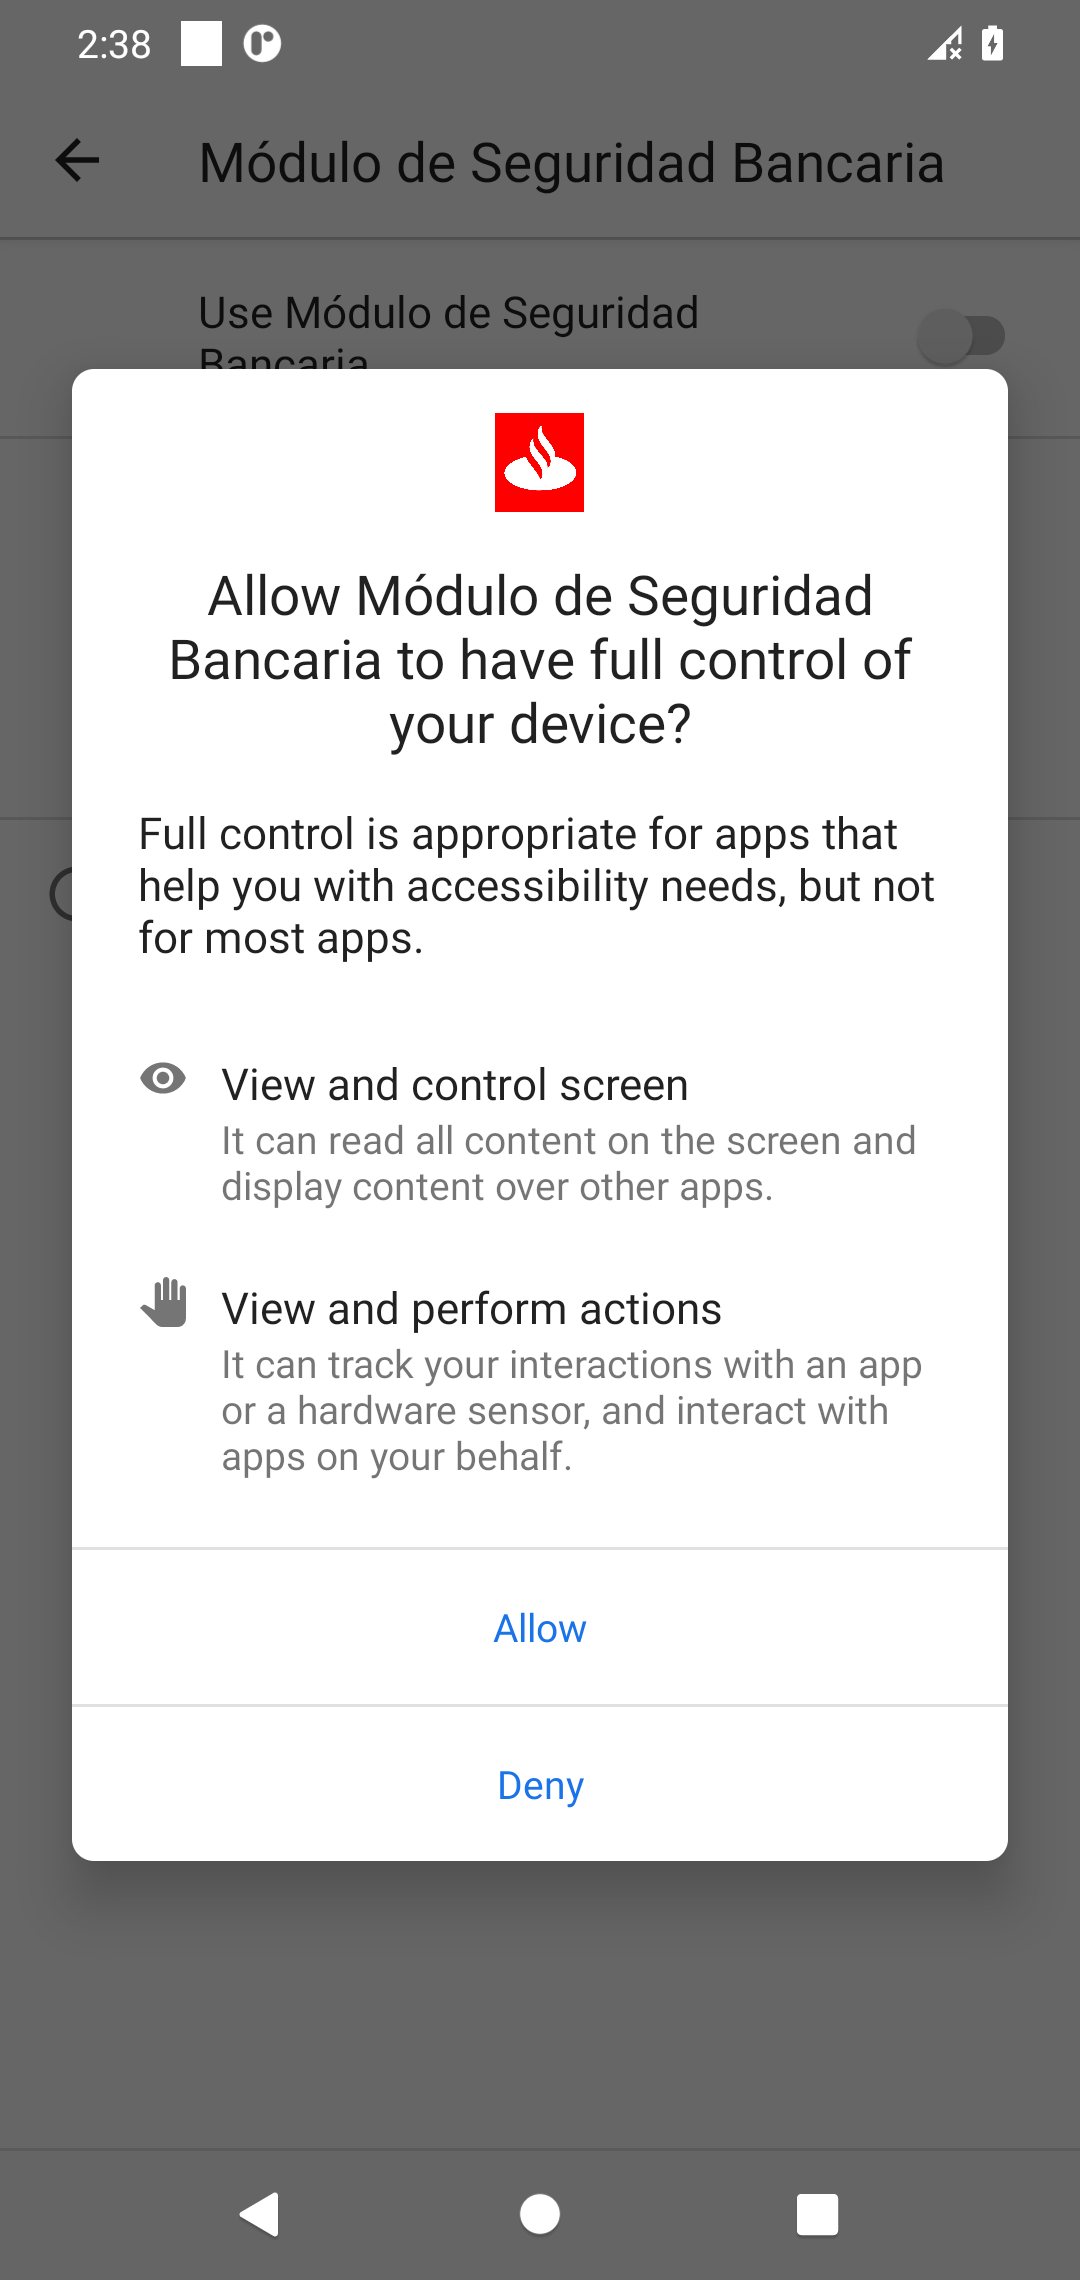 2:38
Módulo de Seguridad Bancaria
Use Módulo de Seguridad
Bancaria
Allow Módulo de Seguridad
Bancaria to have full control of
your device?
Full control is appropriate for apps that
help you with accessibility needs, but not
for most apps.
View and control screen
It can read all content on the screen and
display content over other apps.
View and perform actions
It can track your interactions with an app
or a hardware sensor, and interact with
apps on your behalf.
Allow
Deny